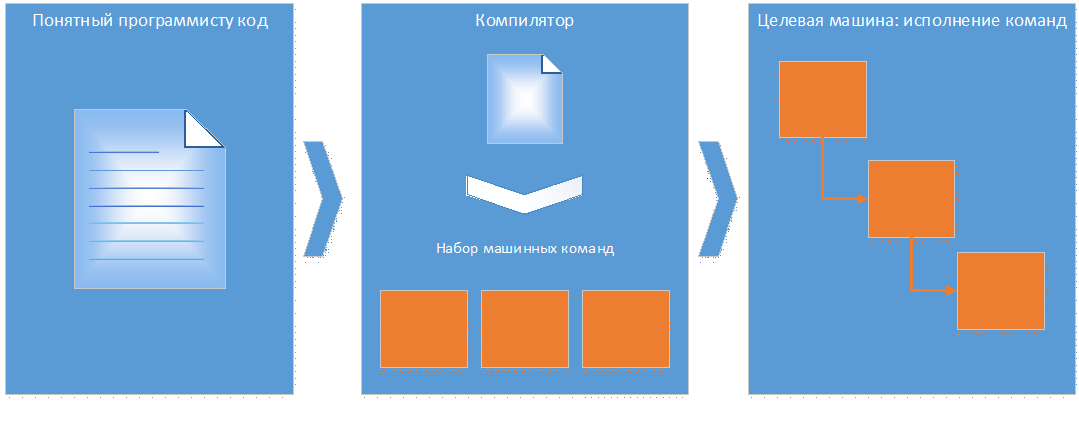 Понятный программисту код
Компилятор
Набор машинных команд
Целевая машина: исполнение команд